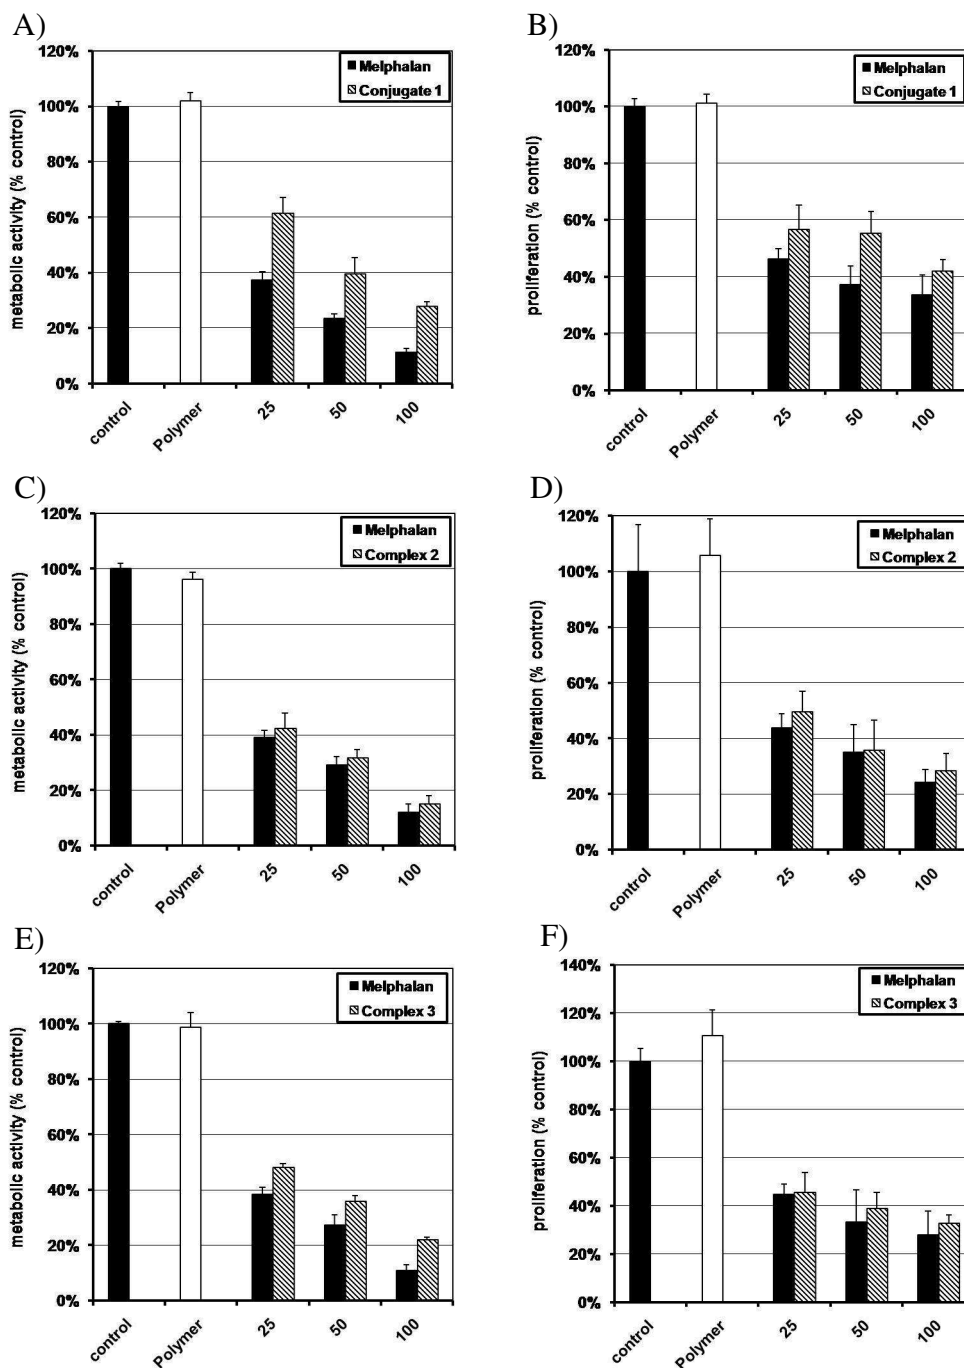 A)
120%
100%
80%
60%
40%
20%
0%
metabolic activity (% control)
Melphalan
Conjugate 1
control
Polymer
25
50
100
B)
120%
100%
80%
60%
40%
20%
0%
proliferation (% control)
Melphalan
Conjugate 1
control
Polymer
25
50
100
C)
120%
100%
80%
60%
40%
20%
0%
metabolic activity (% control)
Melphalan
Complex 2
control
Polymer
25
50
100
D)
120%
100%
80%
60%
40%
20%
0%
proliferation (% control)
Melphalan
Complex 2
control
Polymer
25
50
100
E)
120%
100%
80%
60%
40%
20%
0%
metabolic activity (% control)
Melphalan
Complex 3
control
Polymer
25
50
100
F)
140%
120%
100%
80%
60%
40%
20%
0%
proliferation (% control)
Melphalan
Complex 3
control
Polymer
25
50
100